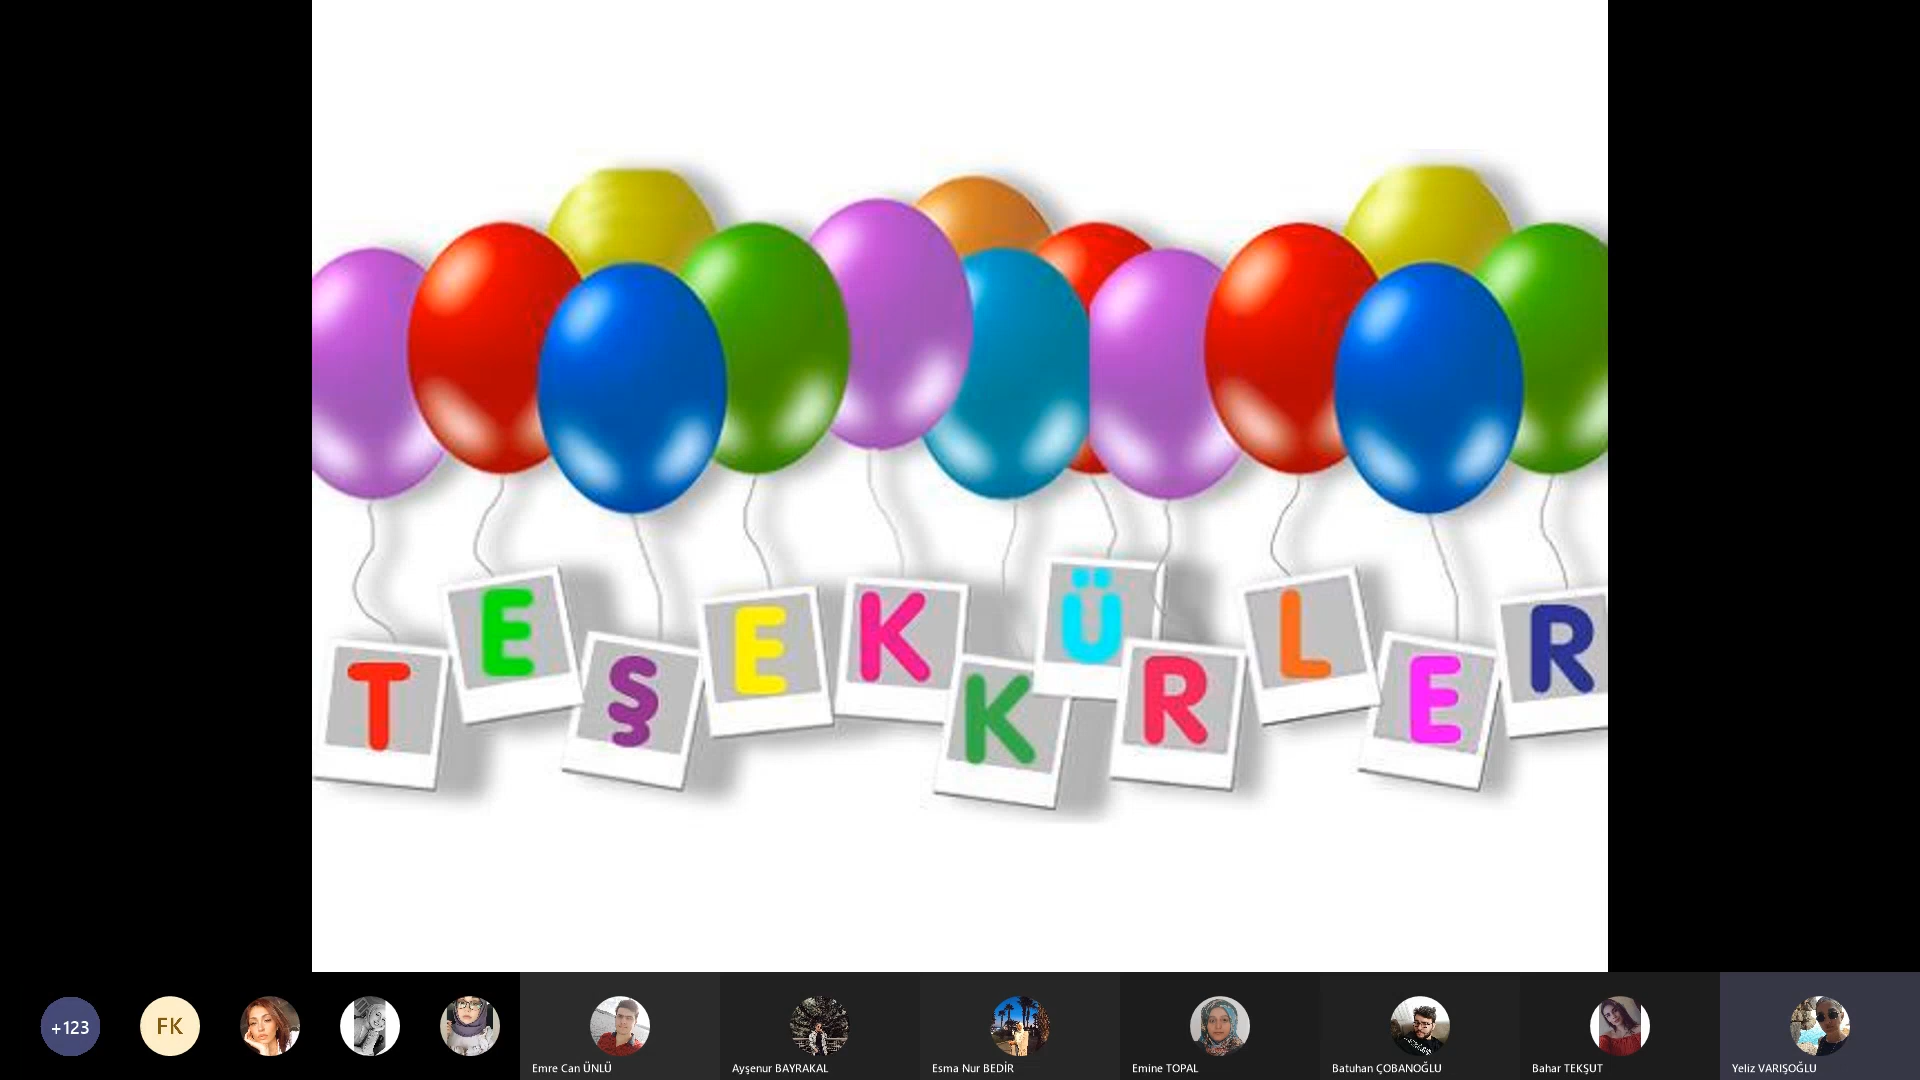 TEŞEKKÜRLER
+123
FK
Emre Can ÜNLÜ
Ayşenur BAYRAKAL
Esma Nur BEDİR
Emine TOPAL
Batuhan ÇOBANOĞLU
Bahar TEKŞUT
Yeliz VARIŞOĞLU